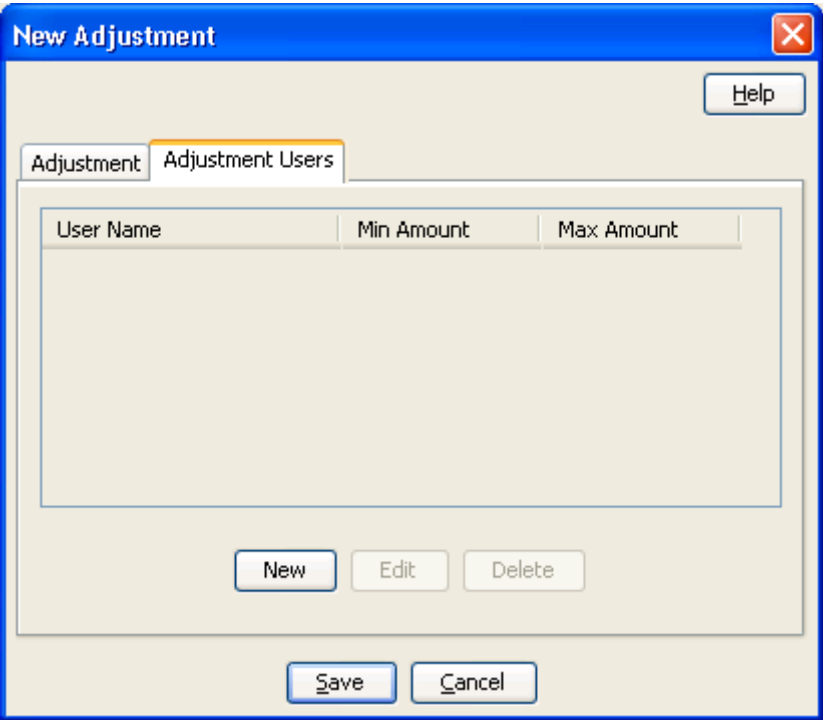 New Adjustment
Help
Adjustment Adjustment Users
User Name Min Amount Max Amount
New Edit Delete
Save Cancel